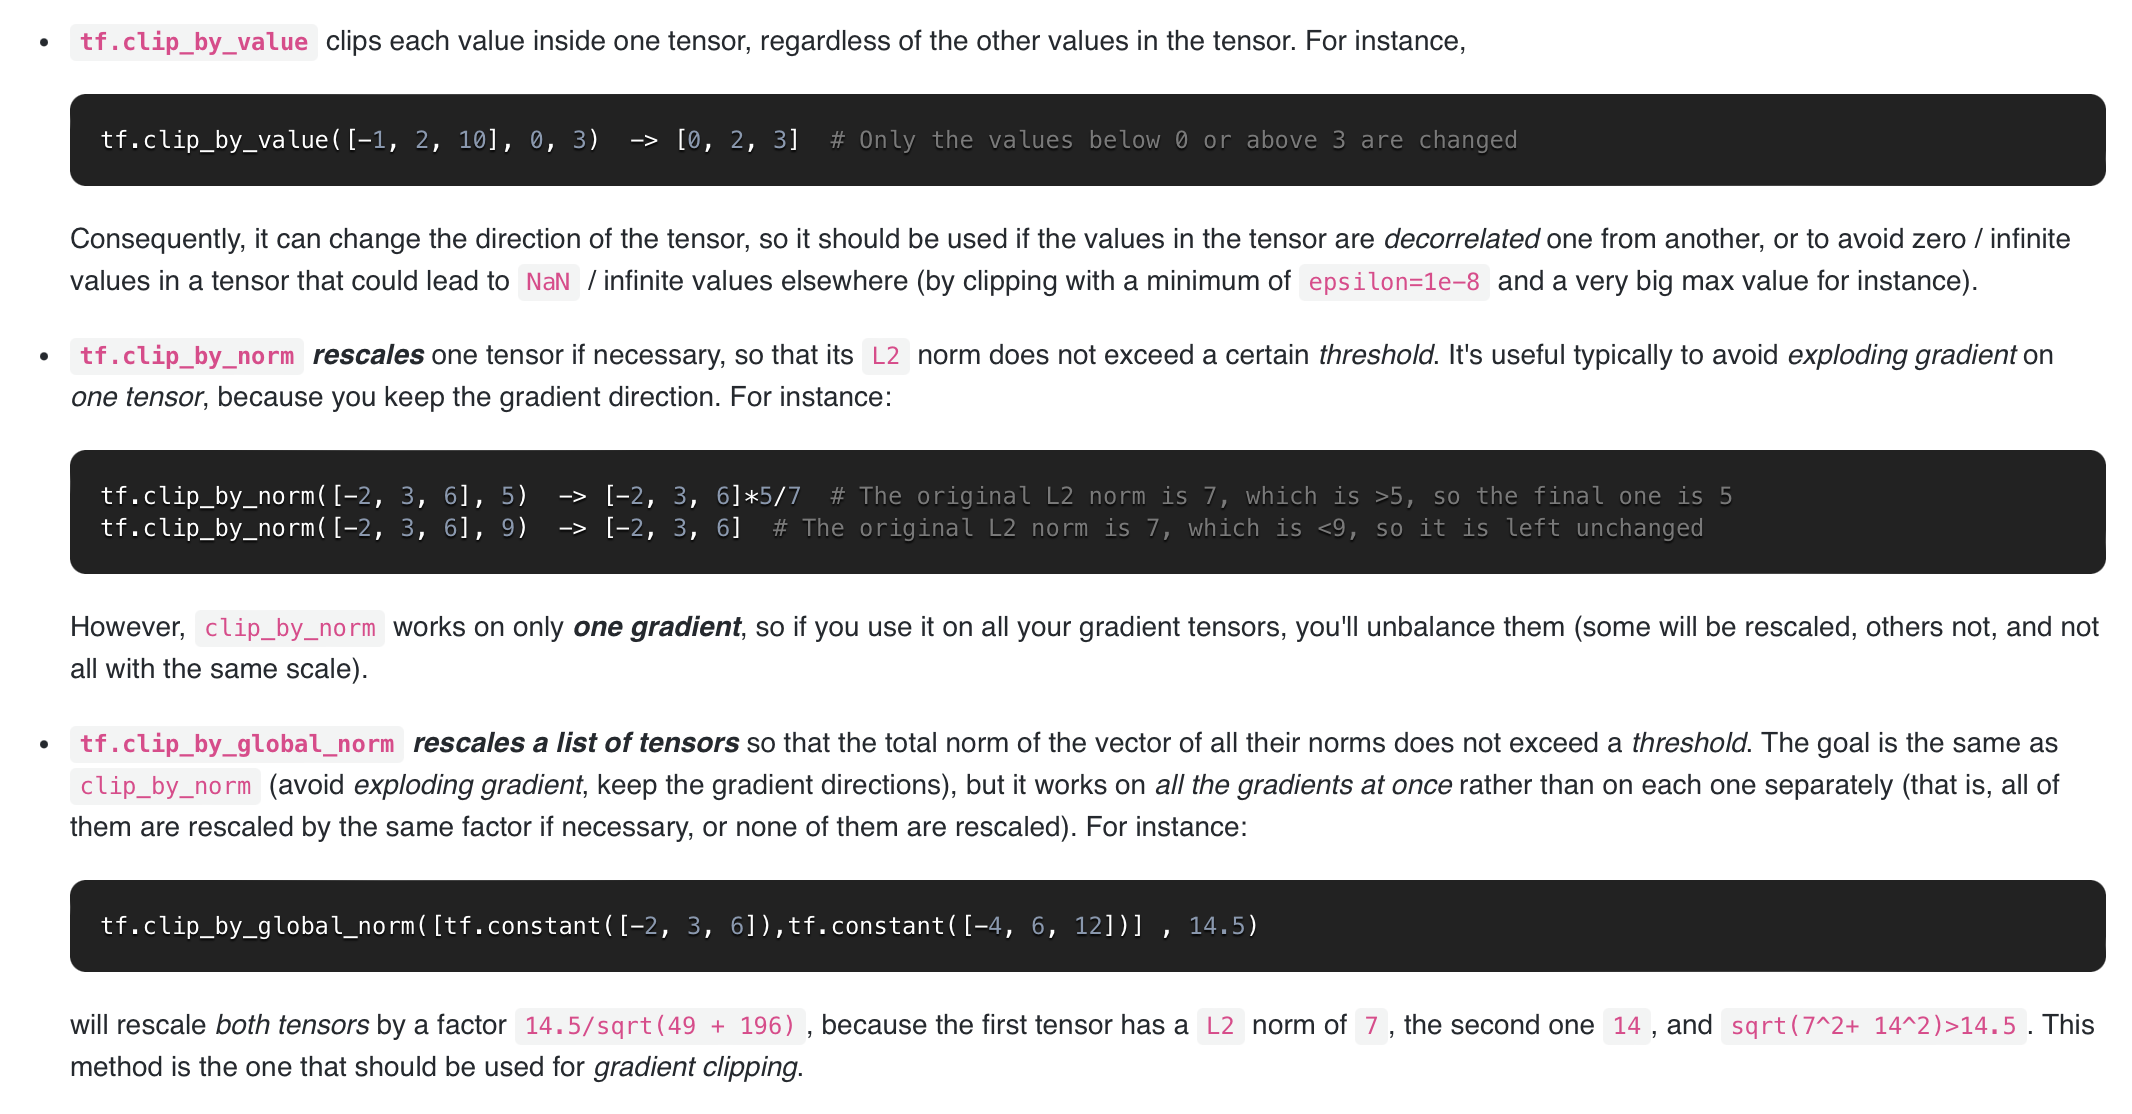 • tf.clip_by_value clips each value inside one tensor, regardless of the other values in the tensor. For instance,
tf.clip_by_value([-1, 2, 10], 0, 3)  -> [0, 2, 3]  # Only the values below 0 or above 3 are changed
Consequently, it can change the direction of the tensor, so it should be used if the values in the tensor are decorrelated one from another, or to avoid zero / infinite
values in a tensor that could lead to NaN / infinite values elsewhere (by clipping with a minimum of epsilon=1e-8 and a very big max value for instance).
• tf.clip_by_norm rescales one tensor if necessary, so that its L2 norm does not exceed a certain threshold. It's useful typically to avoid exploding gradient on
one tensor, because you keep the gradient direction. For instance:
tf.clip_by_norm([-2, 3, 6], 5)  -> [-2, 3, 6]*5/7  # The original L2 norm is 7, which is >5, so the final one is 5
tf.clip_by_norm([-2, 3, 6], 9)  -> [-2, 3, 6]  # The original L2 norm is 7, which is <9, so it is left unchanged
However, clip_by_norm works on only one gradient, so if you use it on all your gradient tensors, you'll unbalance them (some will be rescaled, others not, and not
all with the same scale).
• tf.clip_by_global_norm rescales a list of tensors so that the total norm of the vector of all their norms does not exceed a threshold. The goal is the same as
clip_by_norm (avoid exploding gradient, keep the gradient directions), but it works on all the gradients at once rather than on each one separately (that is, all of
them are rescaled by the same factor if necessary, or none of them are rescaled). For instance:
tf.clip_by_global_norm([tf.constant([-2, 3, 6]),tf.constant([-4, 6, 12])] , 14.5)
will rescale both tensors by a factor 14.5/sqrt(49 + 196) , because the first tensor has a L2 norm of 7 , the second one 14 , and sqrt(7^2+ 14^2)>14.5 . This
method is the one that should be used for gradient clipping.